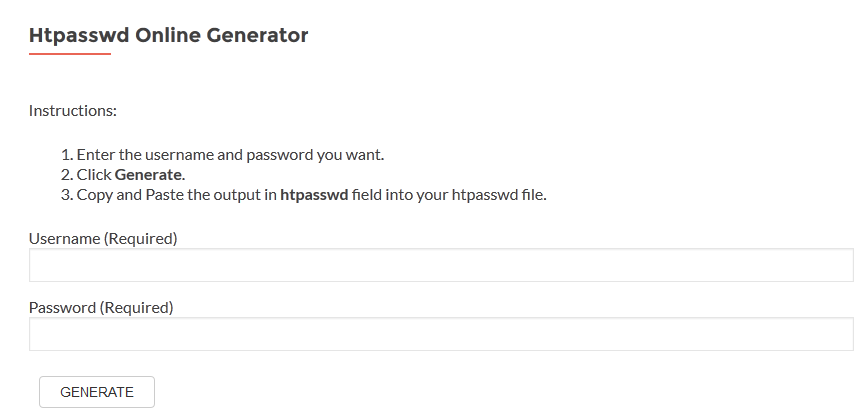 Htpasswd Online Generator
Instructions:
1. Enter the username and password you want.
2. Click Generate.
3. Copy and Paste the output in htpasswd field into your htpasswd file.
Username (Required)
Password (Required)
GENERATE